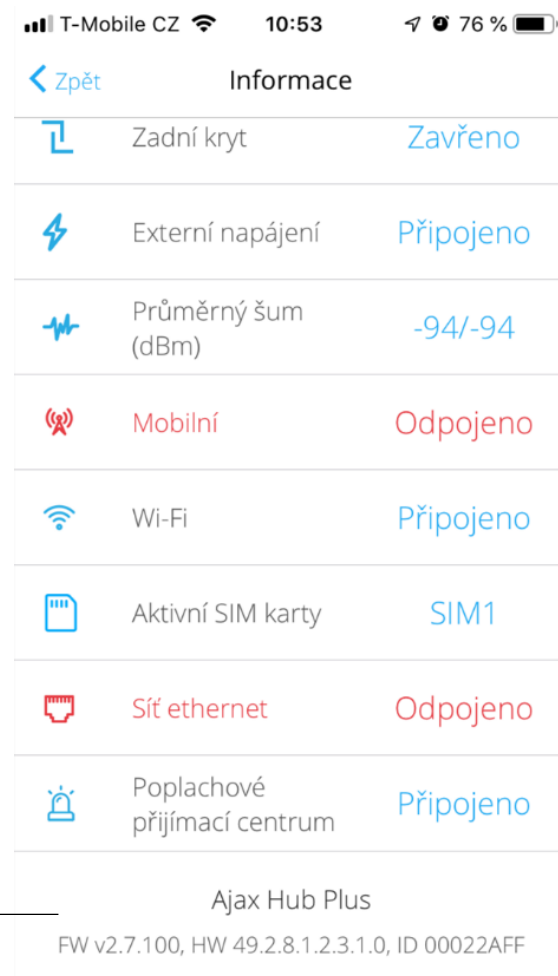 T-Mobile CZ 10:53 76 %
Zpět Informace
Zadní kryt Zavřeno
Externí napájení Připojeno
Průměrný šum
(dBm) -94/-94
Mobilní Odpojeno
Wi-Fi Připojeno
Aktivní SIM karty SIM1
Síť ethernet Odpojeno
Poplachové
přijímací centrum Připojeno
Ajax Hub Plus
FW v2.7.100, HW 49.2.8.1.2.3.1.0, ID 00022AFF